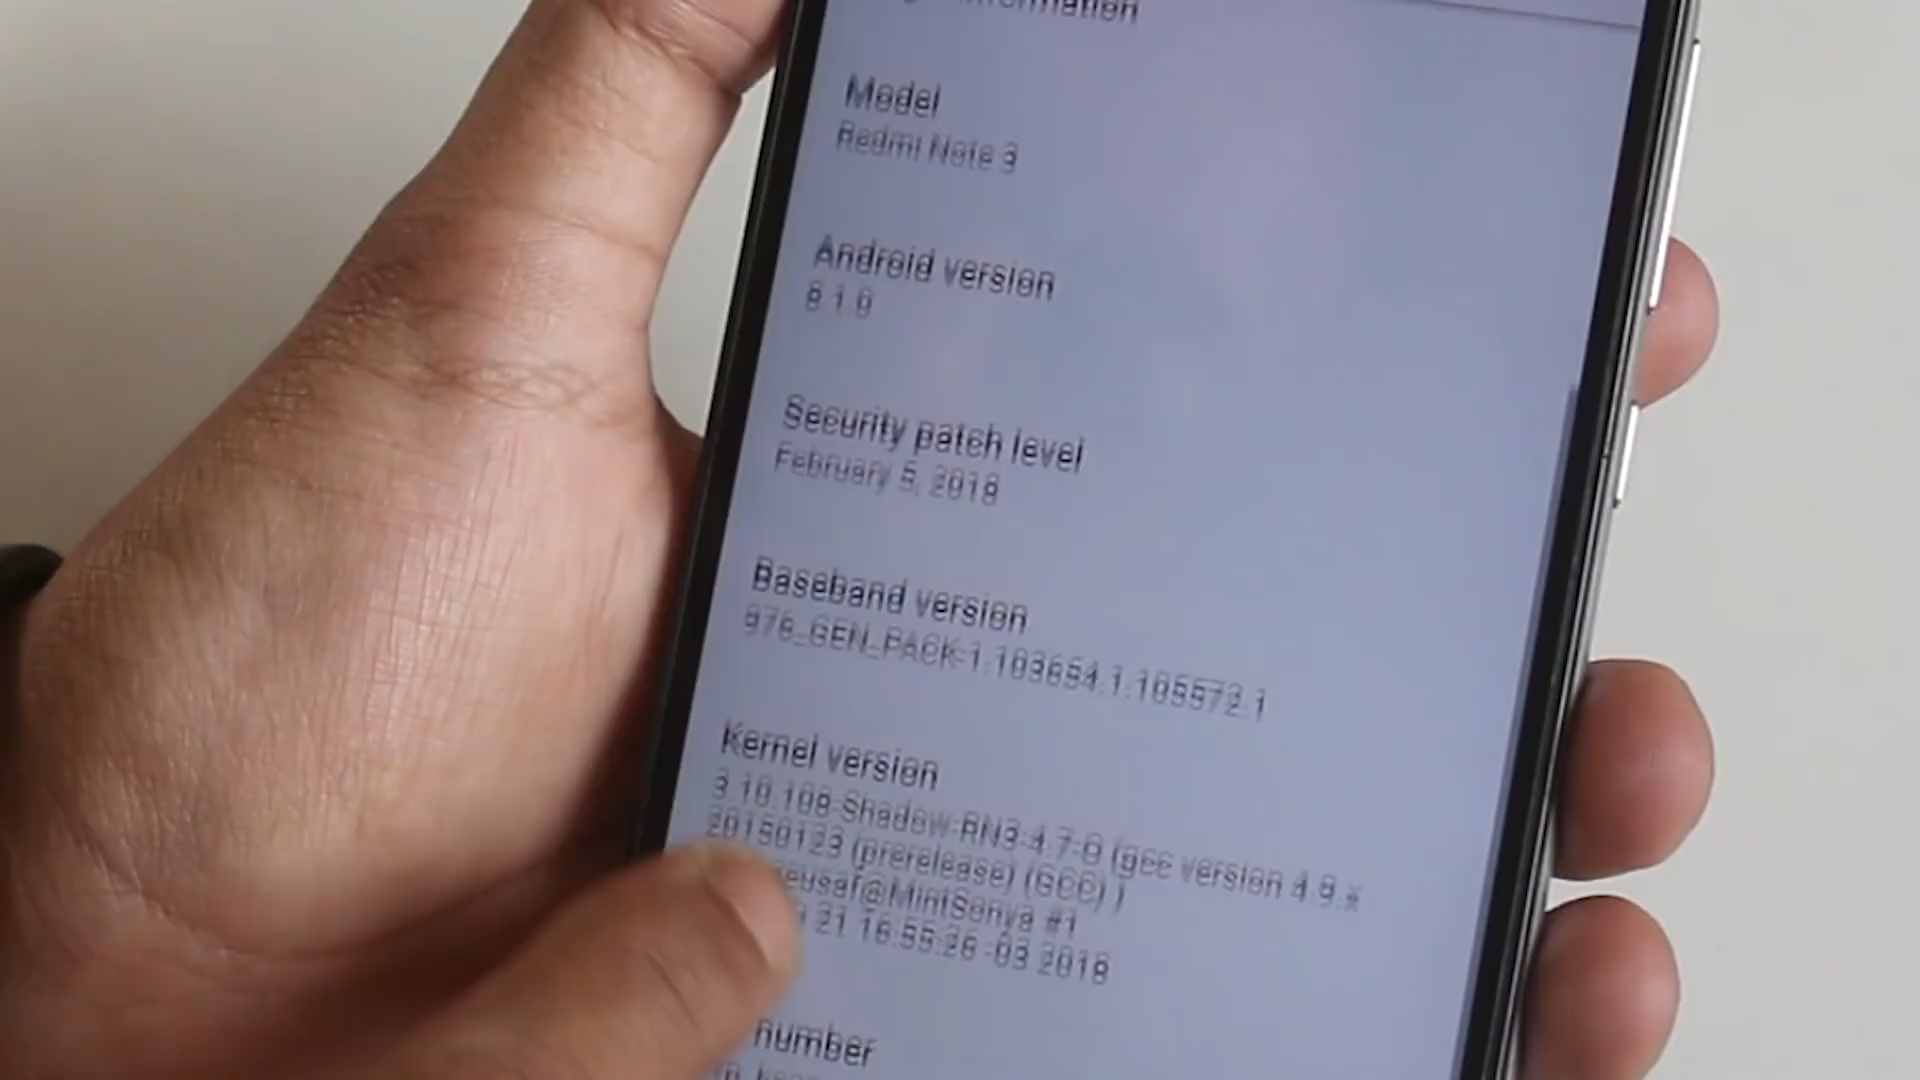 information
Model
Redmi Note 3
Android version
8.1.0
Security patch level
February 5, 2018
Baseband version
976_GEN_PACK-1.103654.1.105572.1
Kernel version
3.10.108-Shadow-RN3-4.7-O (gcc version 4.9.x
20150123 (prerelease) (GCC) )
@MintSonya #1
21 16:55:26 -03 2018
number